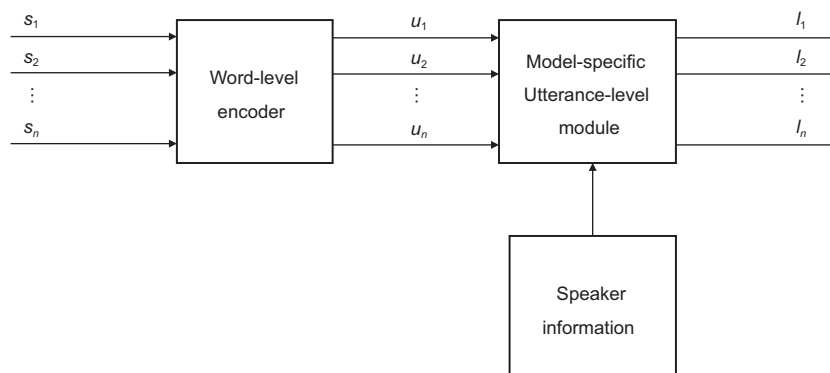 s₁ u₁ l₁
s₂ u₂ l₂
⋮ ⋮ ⋮
sₙ uₙ lₙ
Word-level
encoder
Model-specific
Utterance-level
module
Speaker
information